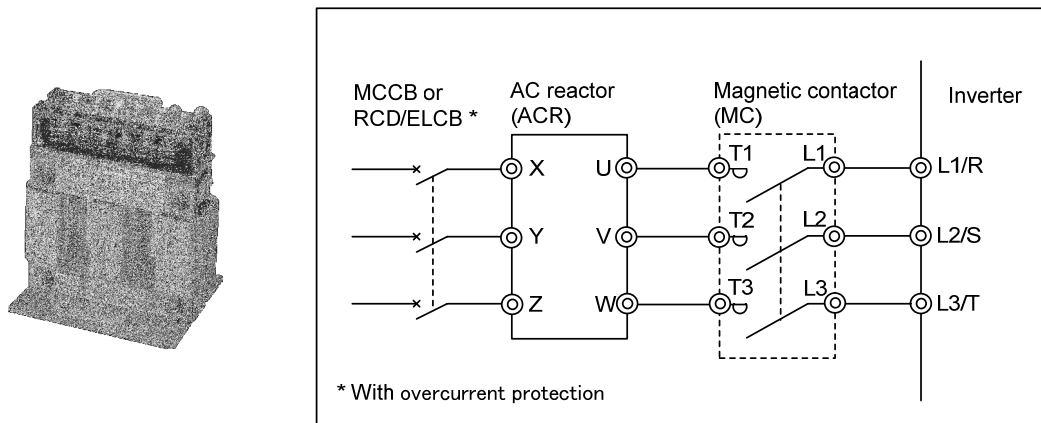 MCCB or
RCD/ELCB *
AC reactor
(ACR)
Magnetic contactor
(MC)
Inverter
X
U
T1
L1
L1/R
Y
V
T2
L2
L2/S
Z
W
T3
L3
L3/T
* With overcurrent protection